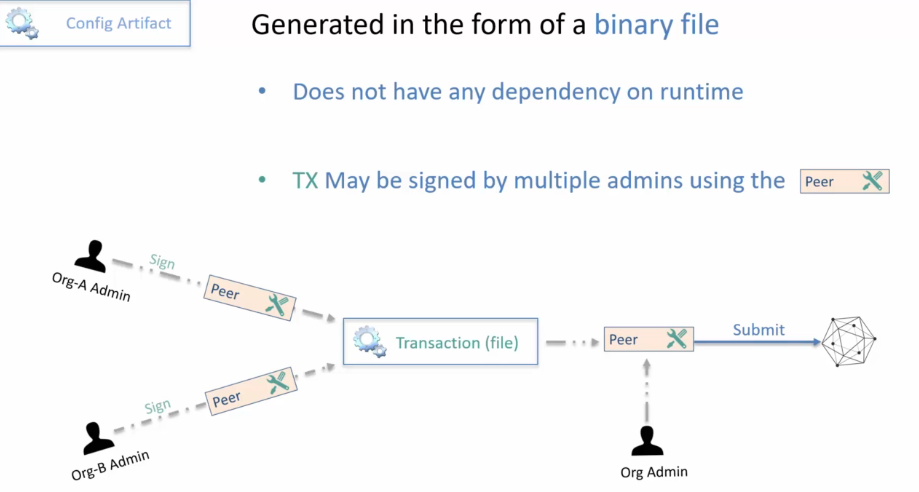 Config Artifact
Generated in the form of a binary file
• Does not have any dependency on runtime
• TX May be signed by multiple admins using the Peer
Sign
Org-A Admin
Peer
Transaction (file)
Peer
Submit
Sign
Peer
Org-B Admin
Org Admin